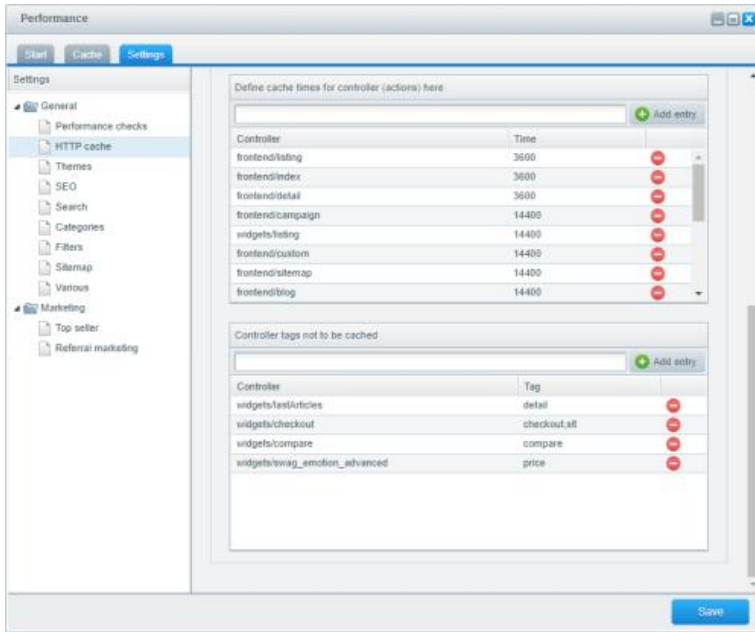 Performance
Start Cache Settings
Settings
General
Performance checks
HTTP cache
Themes
SEO
Search
Categories
Filters
Sitemap
Various
Marketing
Top seller
Referral marketing
Define cache times for controller (actions) here
Add entry
Controller Time
frontend/listing 3600
frontend/index 3600
frontend/detail 3600
frontend/campaign 14400
widgets/listing 14400
frontend/custom 14400
frontend/sitemap 14400
frontend/blog 14400
Controller tags not to be cached
Add entry
Controller Tag
widgets/lastArticles detail
widgets/checkout checkout,slt
widgets/compare compare
widgets/swag_emotion_advanced price
Save